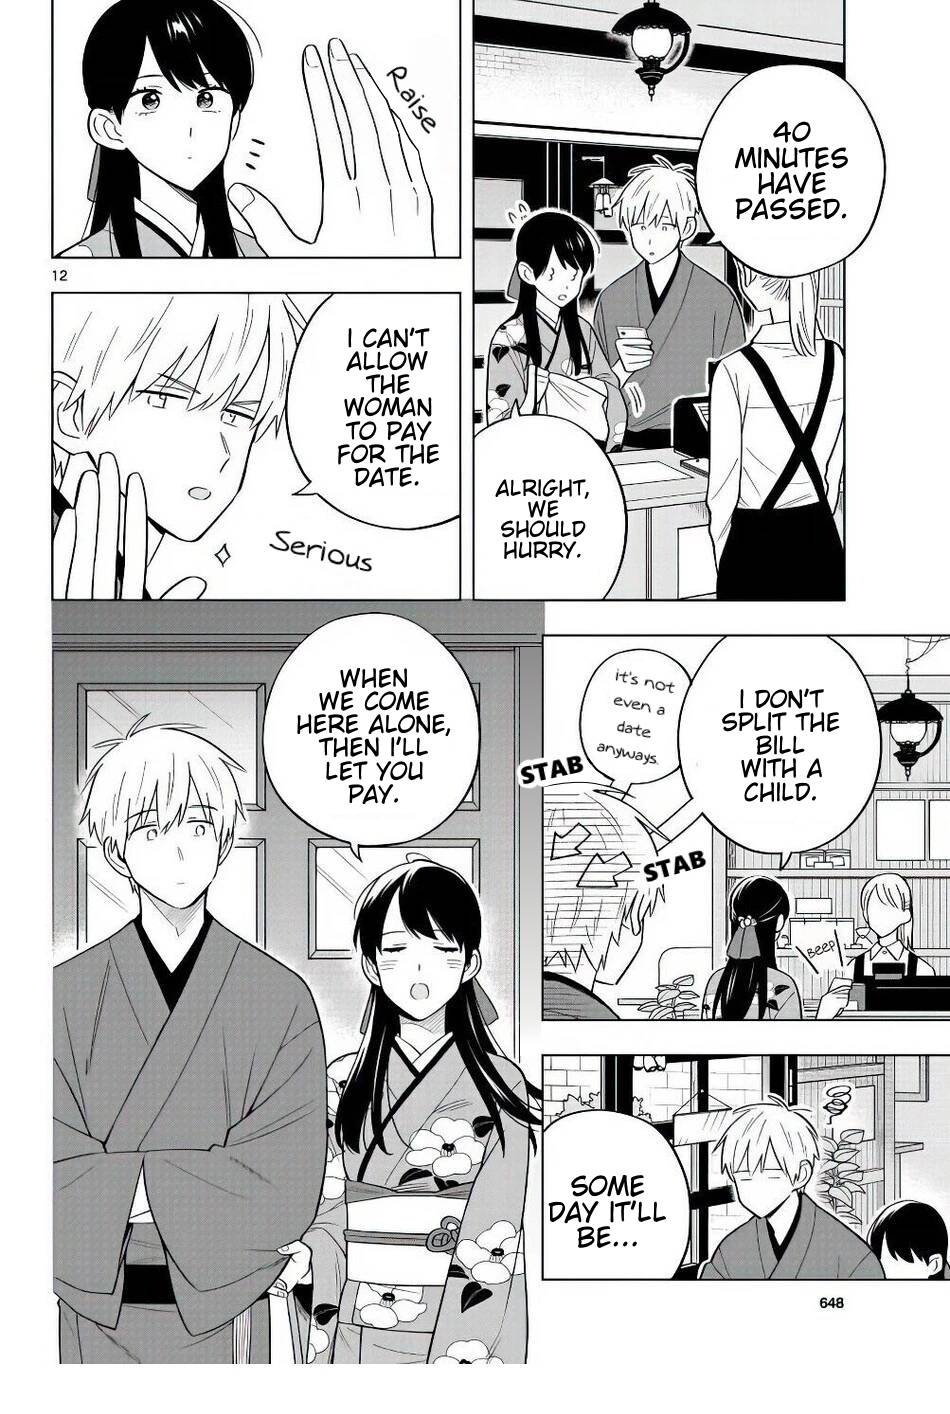 40
MINUTES
HAVE
PASSED.
ALRIGHT,
WE
SHOULD
HURRY.
Raise
12
I CAN'T
ALLOW
THE
WOMAN
TO PAY
FOR THE
DATE.
Serious
I DON'T
SPLIT THE
BILL
WITH A
CHILD.
it's not
even a
date
anyways.
STAB
STAB
BEEP
SOME
DAY IT'LL
BE...
WHEN
WE COME
HERE ALONE,
THEN I'LL
LET YOU
PAY.
648